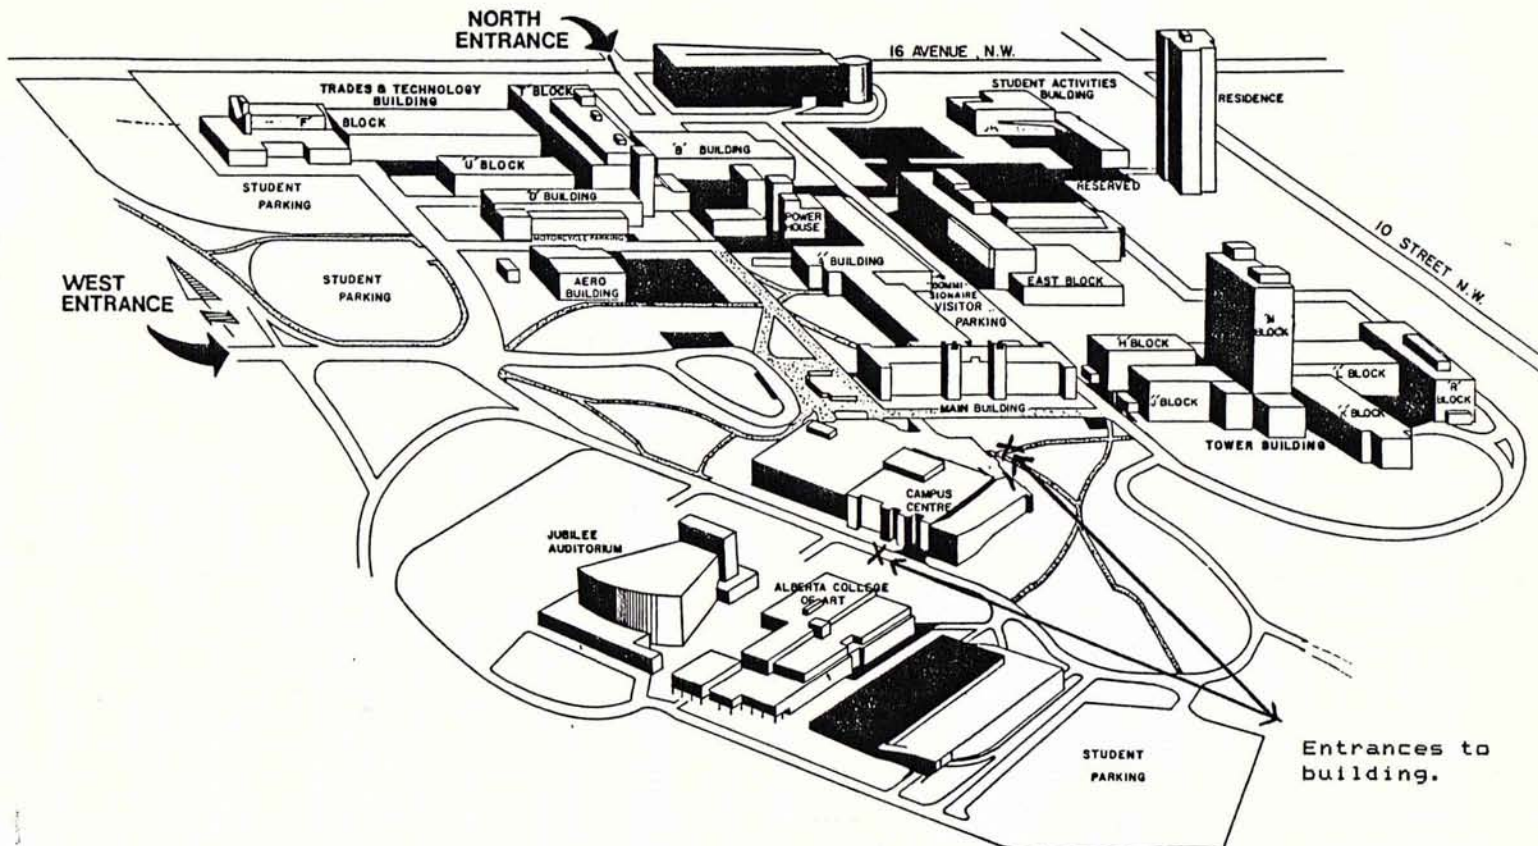 NORTH
ENTRANCE
16 AVENUE N.W.
TRADES & TECHNOLOGY
BUILDING
'T' BLOCK
STUDENT ACTIVITIES
BUILDING
RESIDENCE
'F' BLOCK
'B' BUILDING
'U' BLOCK
STUDENT
PARKING
RESERVED
'O' BUILDING
POWER
HOUSE
MOTORCYCLE PARKING
10 STREET N.W.
WEST
ENTRANCE
STUDENT
PARKING
AERO
BUILDING
BUILDING
EAST BLOCK
COMMI-
SIONAIRE
VISITOR
PARKING
BLOCK
'H' BLOCK
'L' BLOCK
'R'
BLOCK
'J' BLOCK
'K' BLOCK
MAIN BUILDING
TOWER BUILDING
CAMPUS
CENTRE
JUBILEE
AUDITORIUM
ALBERTA COLLEGE
OF ART
STUDENT
PARKING
Entrances to
building.